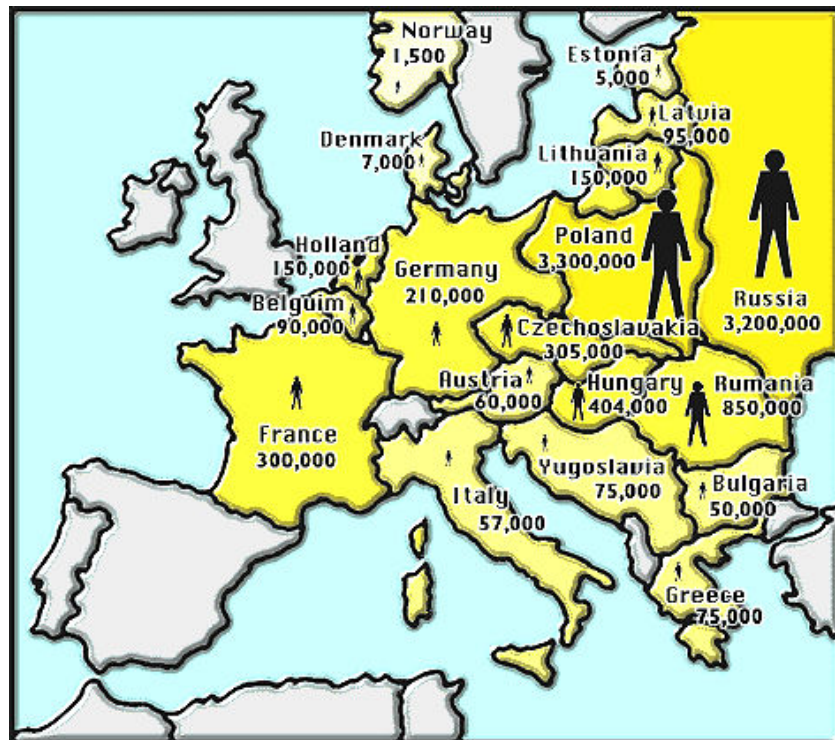 Norway
1,500
Estonia
5,000
Latvia
95,000
Denmark
7,000
Lithuania
150,000
Holland
150,000
Germany
210,000
Poland
3,300,000
Russia
3,200,000
Belguim
90,000
Czechoslavakia
305,000
Austria
60,000
Hungary
404,000
Rumania
850,000
France
300,000
Italy
57,000
Yugoslavia
75,000
Bulgaria
50,000
Greece
75,000